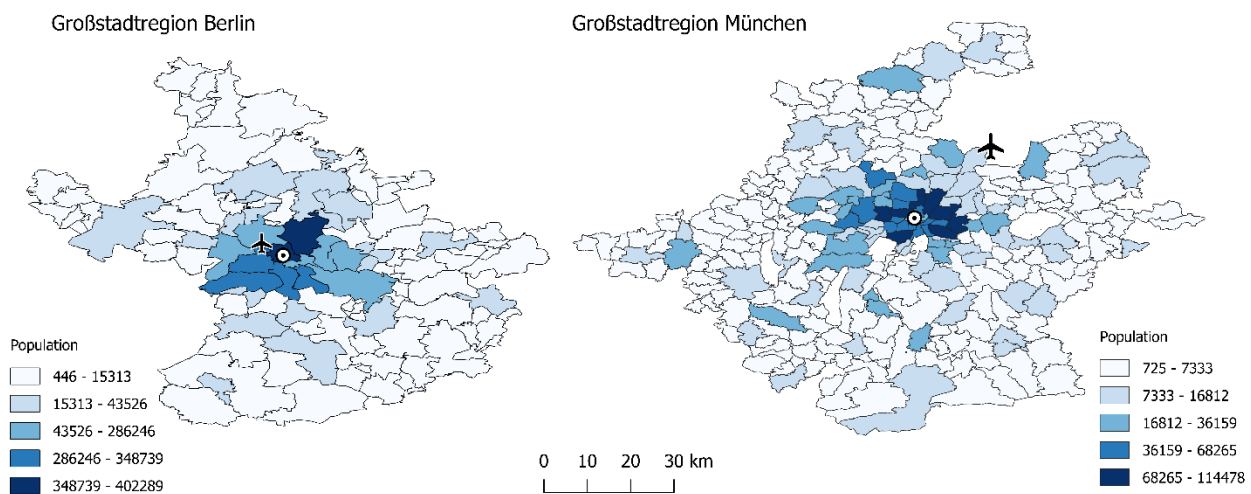 Großstadtregion Berlin
Großstadtregion München
Population
446 - 15313
15313 - 43526
43526 - 286246
286246 - 348739
348739 - 402289
0 10 20 30 km
Population
725 - 7333
7333 - 16812
16812 - 36159
36159 - 68265
68265 - 114478